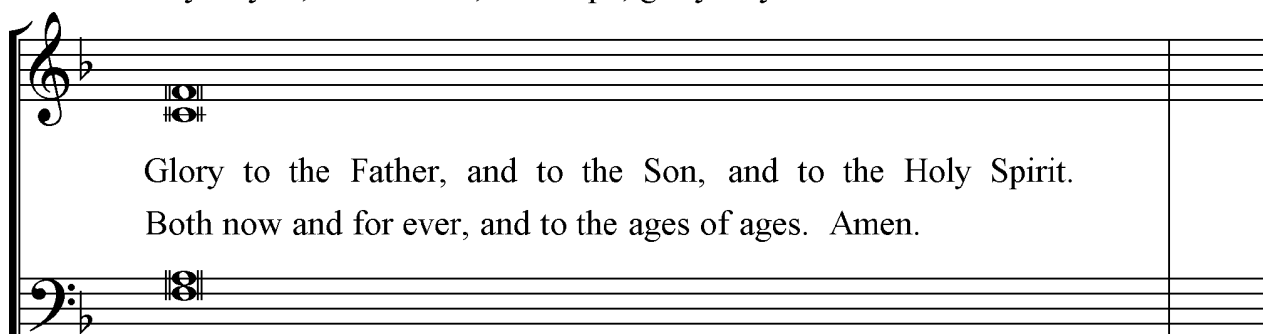 Glory to the Father, and to the Son, and to the Holy Spirit.
Both now and for ever, and to the ages of ages. Amen.